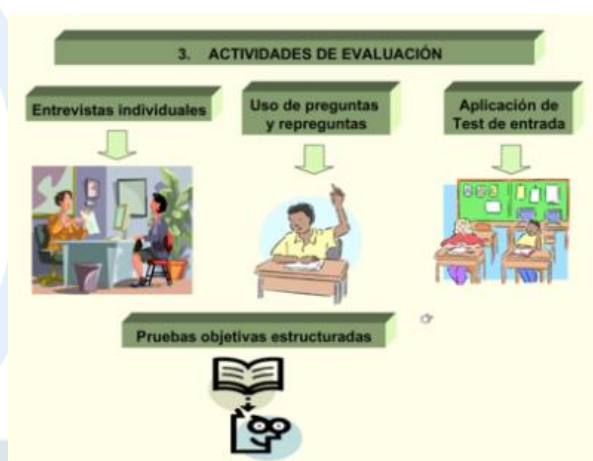 3. ACTIVIDADES DE EVALUACIÓN
Entrevistas individuales
Uso de preguntas
y repreguntas
Aplicación de
Test de entrada
Pruebas objetivas estructuradas